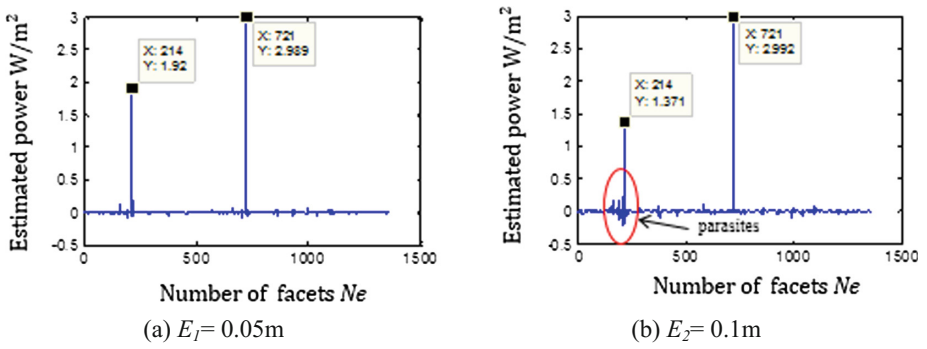 Estimated power W/m²
3
2.5
2
1.5
1
0.5
0
-0.5
X: 214
Y: 1.92
X: 721
Y: 2.989
0 500 1000 1500
Number of facets Ne
(a) E₁= 0.05m
Estimated power W/m²
3
2.5
2
1.5
1
0.5
0
-0.5
X: 721
Y: 2.992
X: 214
Y: 1.371
parasites
0 500 1000 1500
Number of facets Ne
(b) E₂= 0.1m